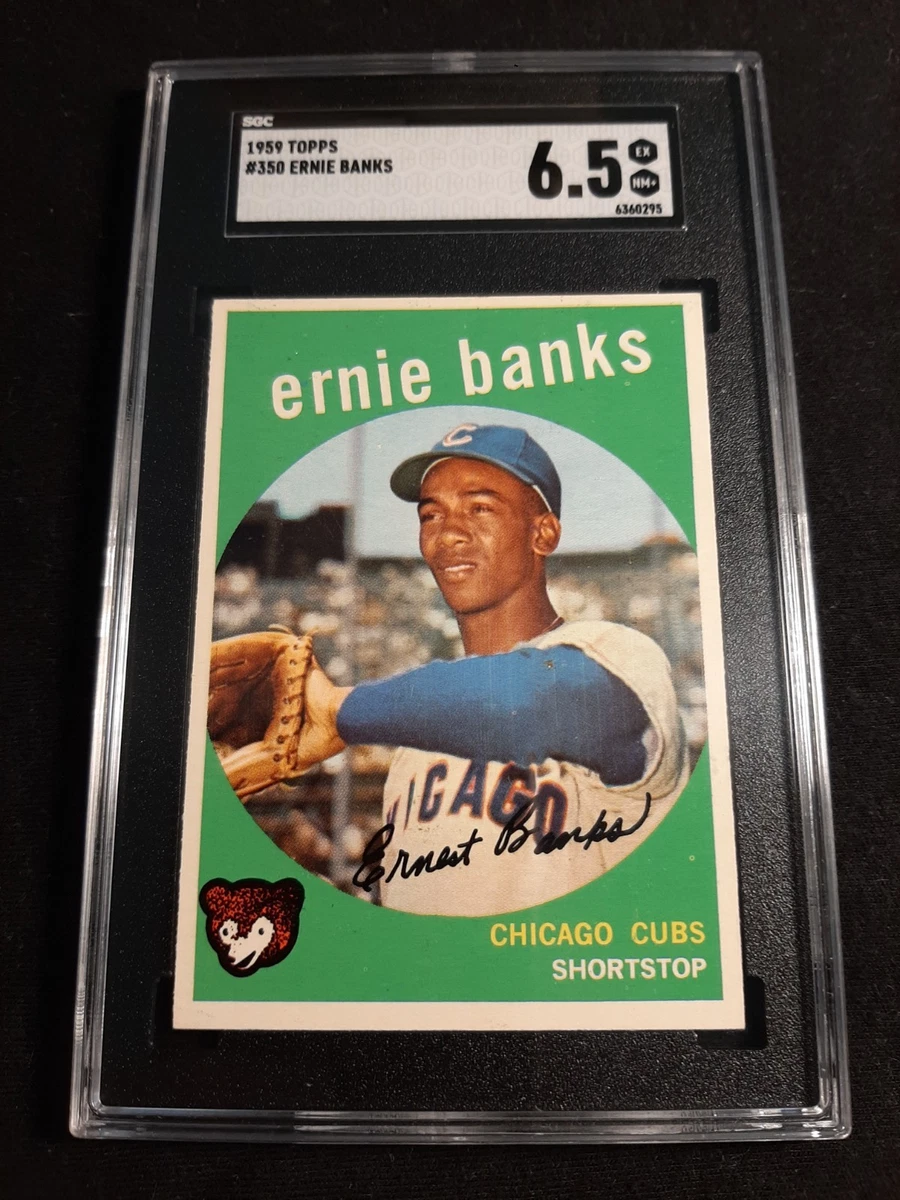 SGC
1959 TOPPS
#350 ERNIE BANKS
6.5
EX
NM+
6360295
ernie banks
C
CHICAGO
Ernest Banks
CHICAGO CUBS
SHORTSTOP